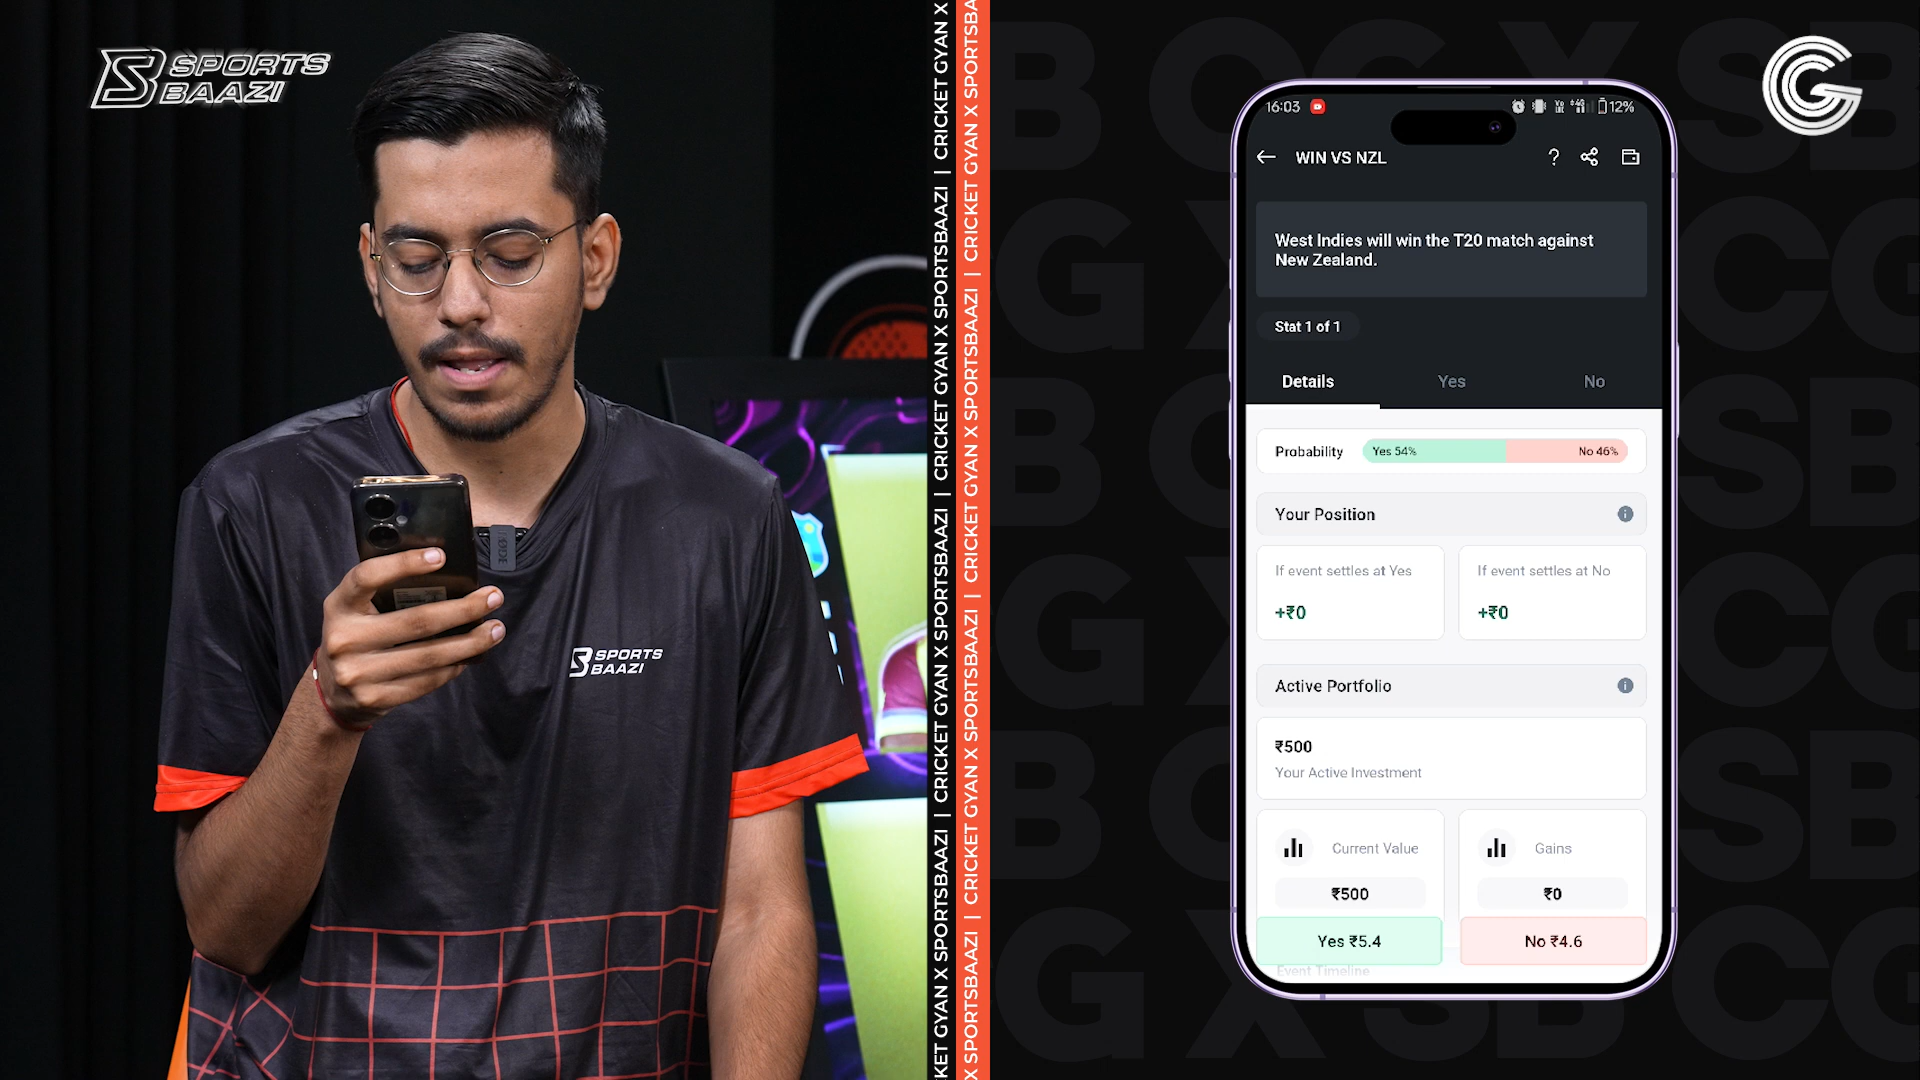 SPORTS
BAAZI
SPORTS
BAAZI
KET GYAN X SPORTSBAAZI | CRICKET GYAN X SPORTSBAAZI | CRICKET GYAN X SPORTSBAAZI | CRICKET GYAN X
X SPORTSBAAZI | CRICKET GYAN X SPORTSBAAZI | CRICKET GYAN X SPORTSBAAZI | CRICKET GYAN X SPORTSBA
16:03
12%
WIN VS NZL
?
West Indies will win the T20 match against
New Zealand.
Stat 1 of 1
Details Yes No
Probability Yes 54% No 46%
Your Position
If event settles at Yes
+₹0
If event settles at No
+₹0
Active Portfolio
₹500
Your Active Investment
Current Value
₹500
Gains
₹0
Yes ₹5.4
No ₹4.6
Event Timeline